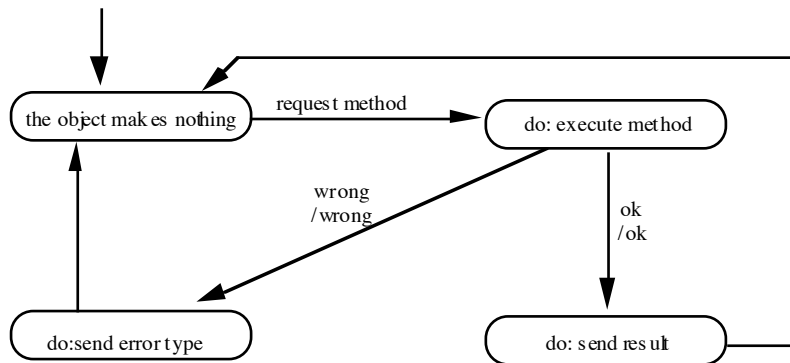 request method
the object makes nothing
do: execute method
wrong
/wrong
ok
/ok
do:send error type
do: send result